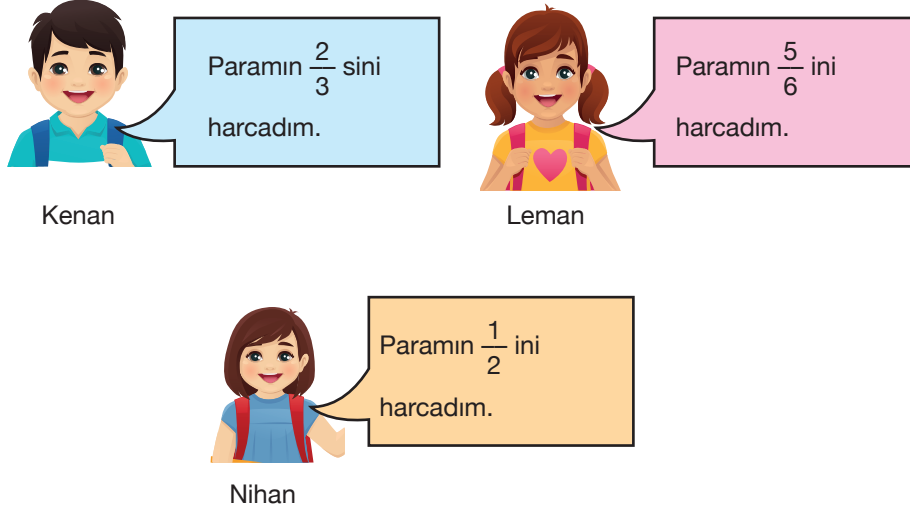 Paramın 2/3 sini
harcadım.
Kenan
Paramın 5/6 ini
harcadım.
Leman
Paramın 1/2 ini
harcadım.
Nihan